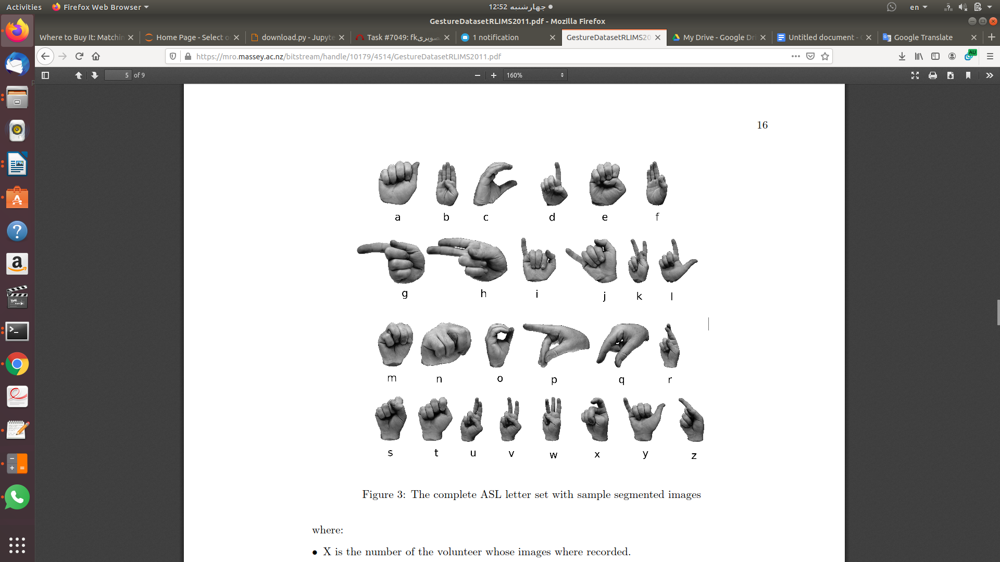 Activities Firefox Web Browser 12:52 چهارشنبه en
GestureDatasetRLIMS2011.pdf - Mozilla Firefox
Where to Buy It: Matchin Home Page - Select o download.py - Jupyte Task #7049: fkتصویری 1 notification GestureDatasetRLIMS20 My Drive - Google Dri Untitled document - Google Translate
https://mro.massey.ac.nz/bitstream/handle/10179/4514/GestureDatasetRLIMS2011.pdf AU
5 of 9 160%
16
a b c d e f
g h i j k l
m n o p q r
s t u v w x y z
Figure 3: The complete ASL letter set with sample segmented images
where:
• X is the number of the volunteer whose images where recorded.